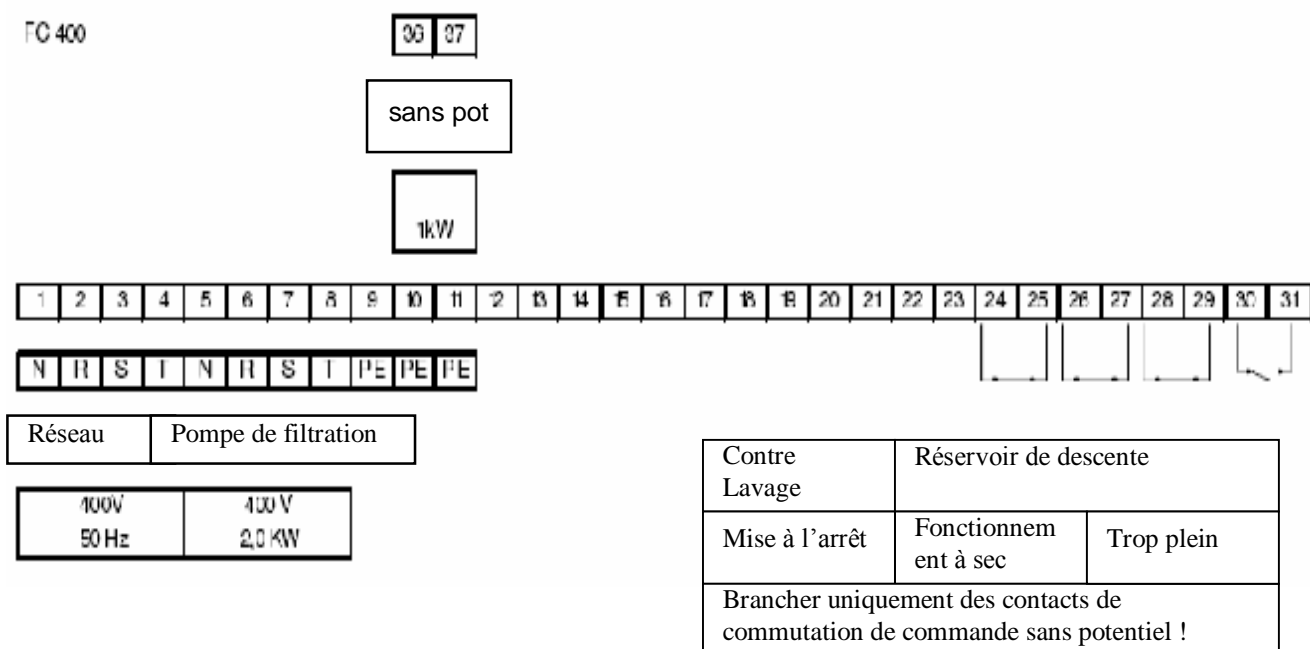 FC 400
36 37
sans pot
1kW
1 2 3 4 5 6 7 8 9 10 11 12 13 14 15 16 17 18 19 20 21 22 23 24 25 26 27 28 29 30 31
N R S T N R S T PE PE PE
Réseau Pompe de filtration
400V 400 V
50 Hz 2,0 KW
Contre Réservoir de descente
Lavage
Mise à l’arrêt Fonctionnem Trop plein
ent à sec
Brancher uniquement des contacts de
commutation de commande sans potentiel !